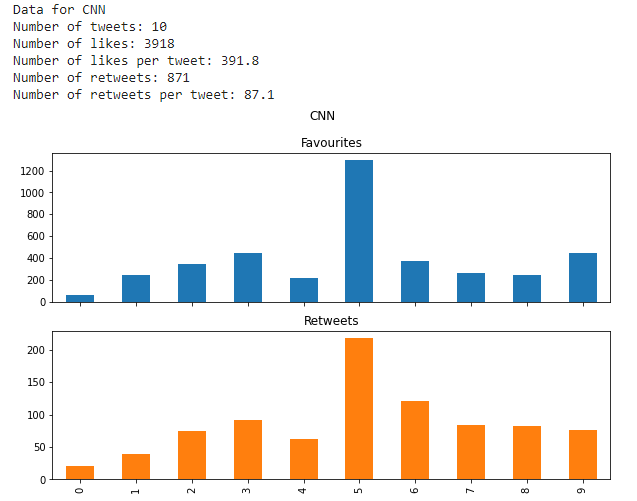 Data for CNN
Number of tweets: 10
Number of likes: 3918
Number of likes per tweet: 391.8
Number of retweets: 871
Number of retweets per tweet: 87.1
CNN
Favourites
1200
1000
800
600
400
200
0
Retweets
200
150
100
50
0
0 1 2 3 4 5 6 7 8 9